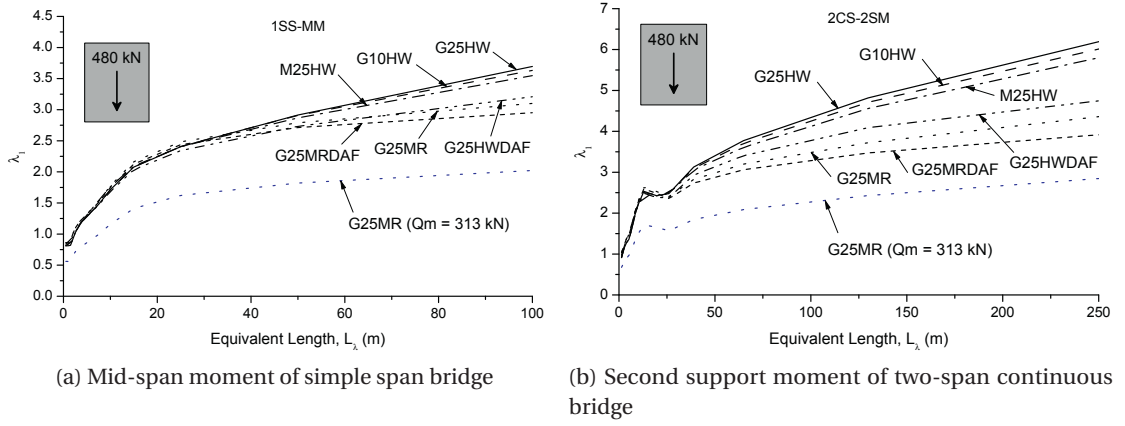 1SS-MM
480 kN
M25HW
G10HW
G25HW
G25MRDAF
G25MR
G25HWDAF
G25MR (Qm = 313 kN)
4.5
4.0
3.5
3.0
2.5
2.0
1.5
1.0
0.5
0.0
λ₁
0 20 40 60 80 100
Equivalent Length, L_λ (m)
(a) Mid-span moment of simple span bridge
2CS-2SM
480 kN
G25HW
G10HW
M25HW
G25HWDAF
G25MR
G25MRDAF
G25MR (Qm = 313 kN)
7
6
5
4
3
2
1
0
λ₁
0 50 100 150 200 250
Equivalent Length, L_λ (m)
(b) Second support moment of two-span continuous
bridge